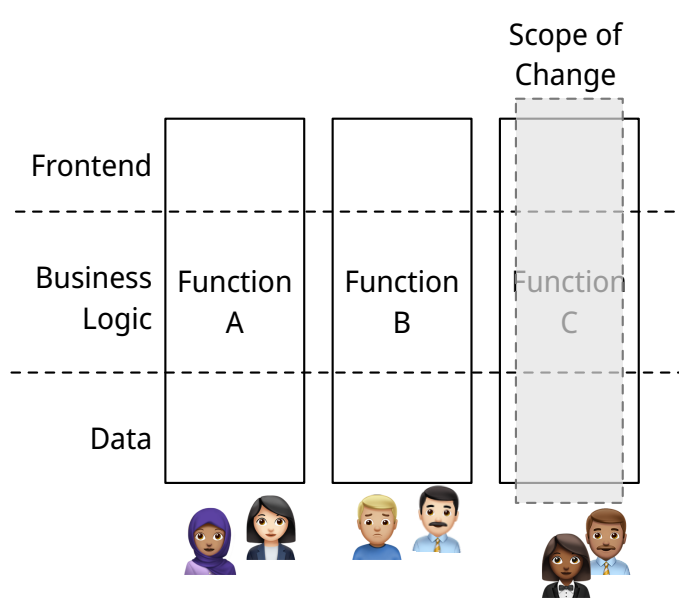 Scope of
Change
Frontend
Business
Logic
Function
A
Function
B
Function
C
Data